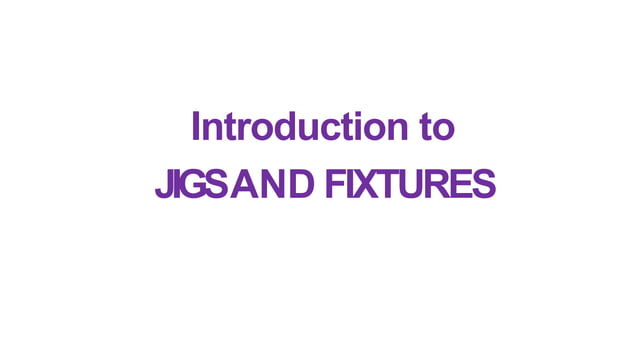 Introduction to
JIGSAND FIXTURES